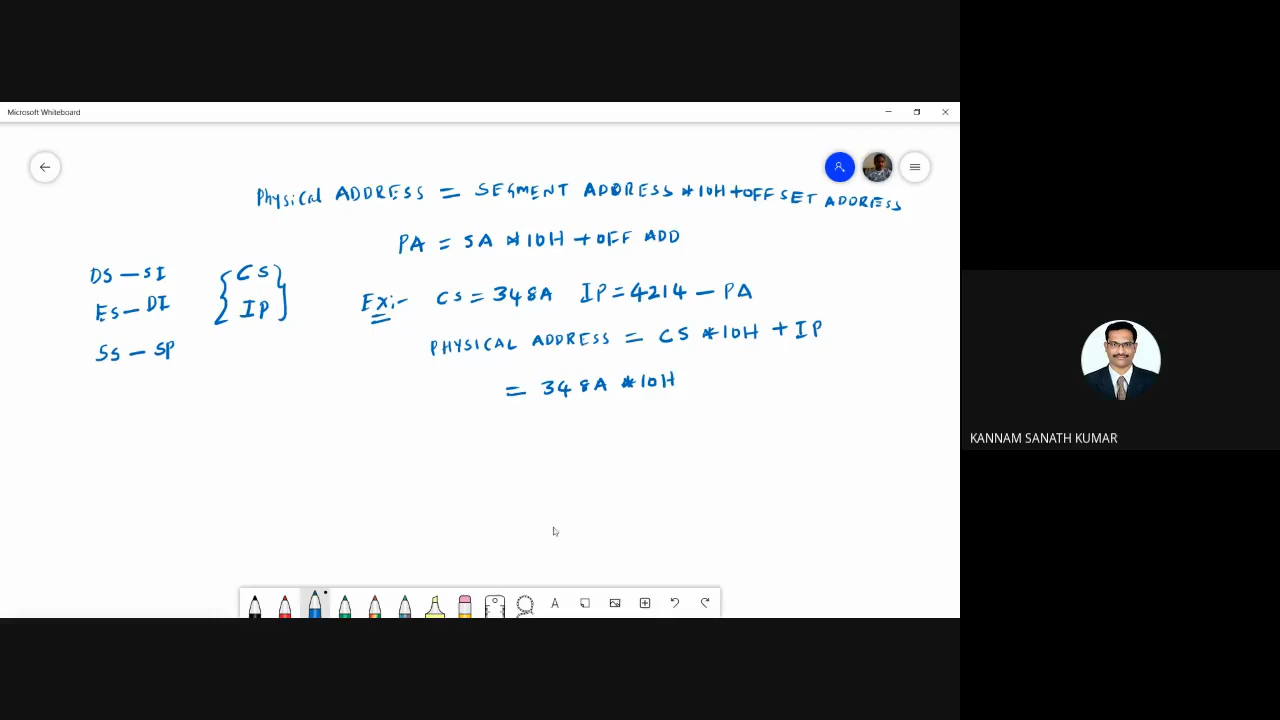 Microsoft Whiteboard
Physical ADDRESS = SEGMENT ADDRESS *10H+OFFSET ADDRESS
PA = SA *10H + OFF ADD
DS - SI { CS
ES - DI IP }
SS - SP
Ex:- CS = 348A IP = 4214 - PA
PHYSICAL ADDRESS = CS *10H + IP
= 348A *10H
KANNAM SANATH KUMAR